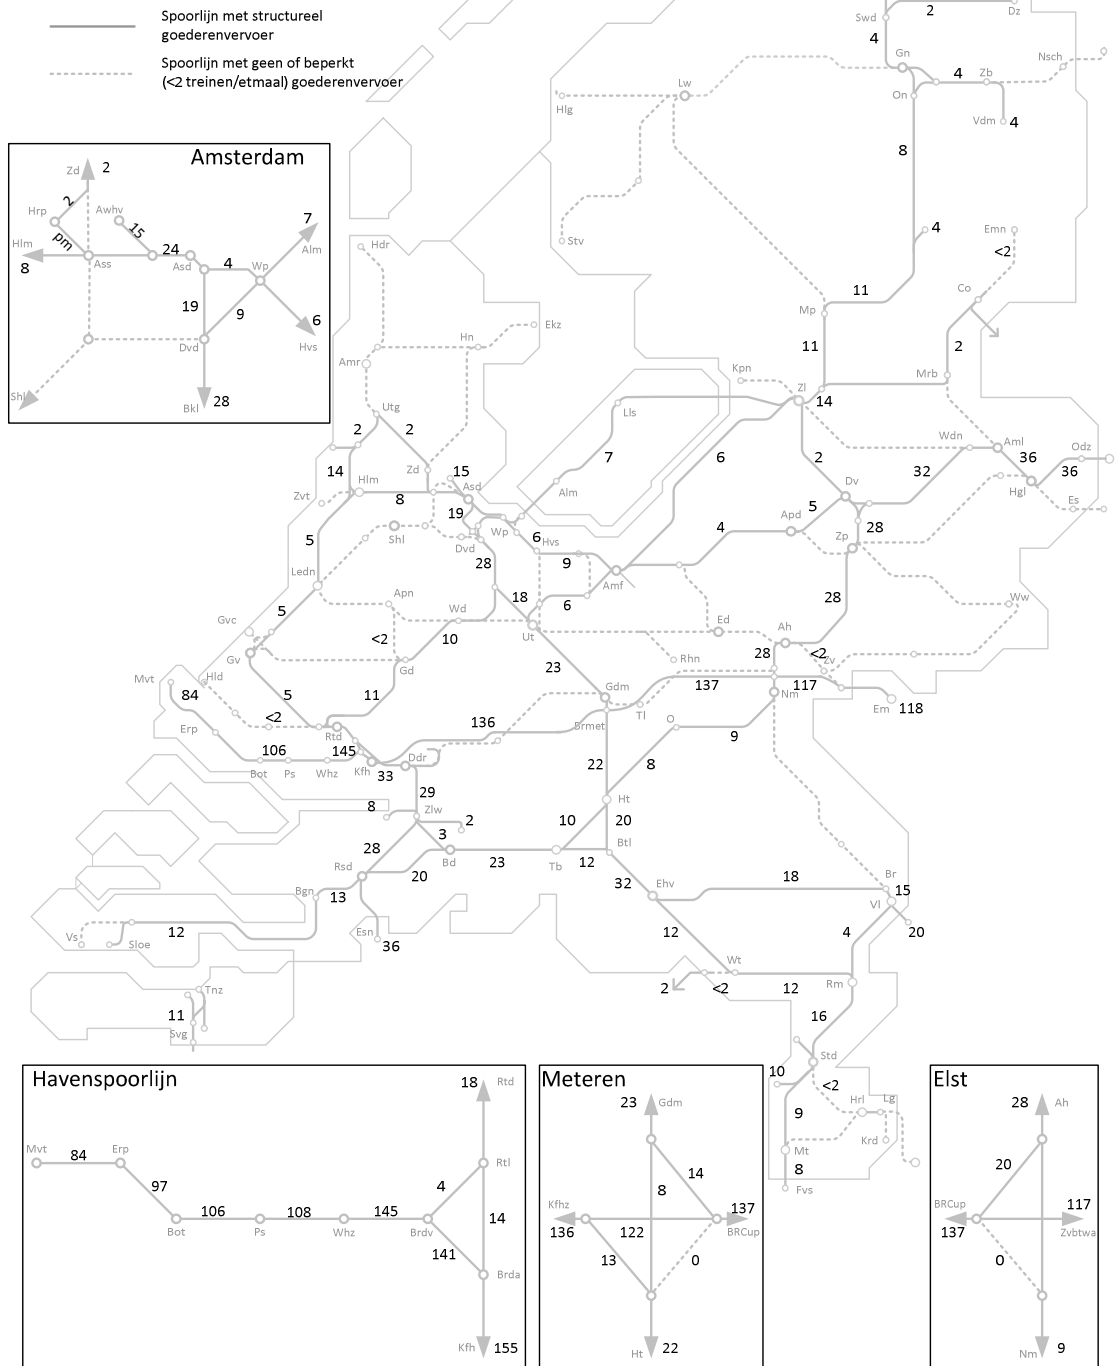 Spoorlijn met structureel
goederenvervoer
Spoorlijn met geen of beperkt
(<2 treinen/etmaal) goederenvervoer
2
Dz
Swd
4
Gn
4
Zb
Nsch
On
Vdm
4
Lw
Hlg
8
Stv
4
Emn
<2
Co
11
Mp
11
2
Mrb
Kpn
Zl
14
Amsterdam
Zd
2
2
Hrp
Awhv
15
pm
Hlm
8
Ass
24
Asd
4
Wp
7
Alm
19
9
6
Hvs
Dvd
Shl
Bkl
28
Hdr
Ekz
Hn
Amr
Utg
2
2
Lls
7
6
2
Wdn
Aml
36
Odz
36
Hgl
Es
32
14
Hlm
Zvt
8
Zd
15
Asd
19
Alm
Wp
6
Hvs
9
Dvd
28
Shl
5
Ledn
Apn
5
Gvc
Gv
<2
Wd
10
Gd
18
6
Amf
Ut
4
Apd
5
Dv
28
Zp
28
Ww
Ed
Ah
28
<2
Zv
Rhn
23
Gdm
137
117
Em
118
Nm
Tl
Brmet
O
9
8
Mvt
84
Hld
<2
5
11
Erp
Rtd
106
145
Bot
Ps
Whz
Kfh
33
Ddr
136
29
22
8
Zlw
2
3
28
Rsd
20
Bd
23
Tb
10
Ht
20
Btl
12
32
Ehv
18
Br
15
Vl
20
Bgn
13
Esn
36
12
Vs
Sloe
12
4
Wt
2
<2
12
Rm
16
Tnz
11
Svg
Std
10
<2
9
Hrl
Lg
Krd
Mt
8
Fvs
Havenspoorlijn
18
Rtd
Mvt
84
Erp
97
106
108
145
Bot
Ps
Whz
Brdv
4
Rtl
14
141
Brda
Kfh
155
Meteren
23
Gdm
14
8
Kfhz
136
122
137
BRCup
13
0
Ht
22
Elst
28
Ah
20
BRCup
137
117
Zvbtwa
0
Nm
9